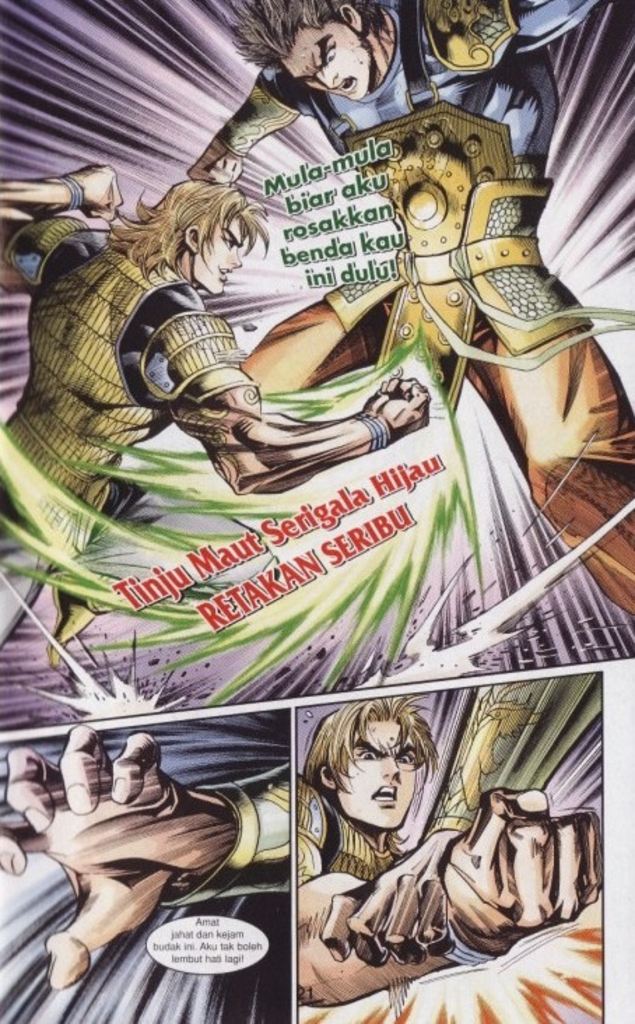 Mula-mula
biar aku
rosakkan
benda kau
ini dulu!
Tinju Maut Serigala Hijau
RETAKAN SERIBU
Amat
jahat dan kejam
budak ini. Aku tak boleh
lembut hati lagi!
21